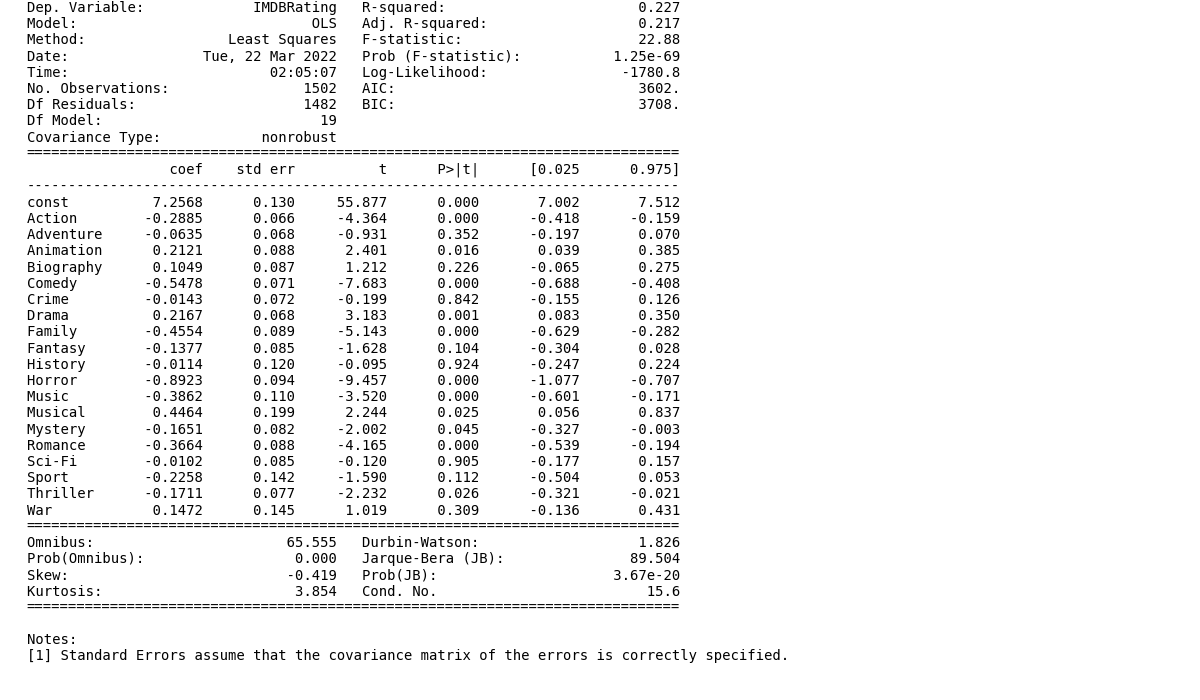 Dep. Variable:             IMDBRating   R-squared:                       0.227
Model:                            OLS   Adj. R-squared:                  0.217
Method:                 Least Squares   F-statistic:                     22.88
Date:                Tue, 22 Mar 2022   Prob (F-statistic):           1.25e-69
Time:                        02:05:07   Log-Likelihood:                -1780.8
No. Observations:                1502   AIC:                             3602.
Df Residuals:                    1482   BIC:                             3708.
Df Model:                          19
Covariance Type:            nonrobust
==============================================================================
                 coef    std err          t      P>|t|      [0.025      0.975]
------------------------------------------------------------------------------
const          7.2568      0.130     55.877      0.000       7.002       7.512
Action        -0.2885      0.066     -4.364      0.000      -0.418      -0.159
Adventure     -0.0635      0.068     -0.931      0.352      -0.197       0.070
Animation      0.2121      0.088      2.401      0.016       0.039       0.385
Biography      0.1049      0.087      1.212      0.226      -0.065       0.275
Comedy        -0.5478      0.071     -7.683      0.000      -0.688      -0.408
Crime         -0.0143      0.072     -0.199      0.842      -0.155       0.126
Drama          0.2167      0.068      3.183      0.001       0.083       0.350
Family        -0.4554      0.089     -5.143      0.000      -0.629      -0.282
Fantasy       -0.1377      0.085     -1.628      0.104      -0.304       0.028
History       -0.0114      0.120     -0.095      0.924      -0.247       0.224
Horror        -0.8923      0.094     -9.457      0.000      -1.077      -0.707
Music         -0.3862      0.110     -3.520      0.000      -0.601      -0.171
Musical        0.4464      0.199      2.244      0.025       0.056       0.837
Mystery       -0.1651      0.082     -2.002      0.045      -0.327      -0.003
Romance       -0.3664      0.088     -4.165      0.000      -0.539      -0.194
Sci-Fi        -0.0102      0.085     -0.120      0.905      -0.177       0.157
Sport         -0.2258      0.142     -1.590      0.112      -0.504       0.053
Thriller      -0.1711      0.077     -2.232      0.026      -0.321      -0.021
War            0.1472      0.145      1.019      0.309      -0.136       0.431
==============================================================================
Omnibus:                       65.555   Durbin-Watson:                   1.826
Prob(Omnibus):                  0.000   Jarque-Bera (JB):               89.504
Skew:                          -0.419   Prob(JB):                     3.67e-20
Kurtosis:                       3.854   Cond. No.                         15.6
==============================================================================
Notes:
[1] Standard Errors assume that the covariance matrix of the errors is correctly specified.